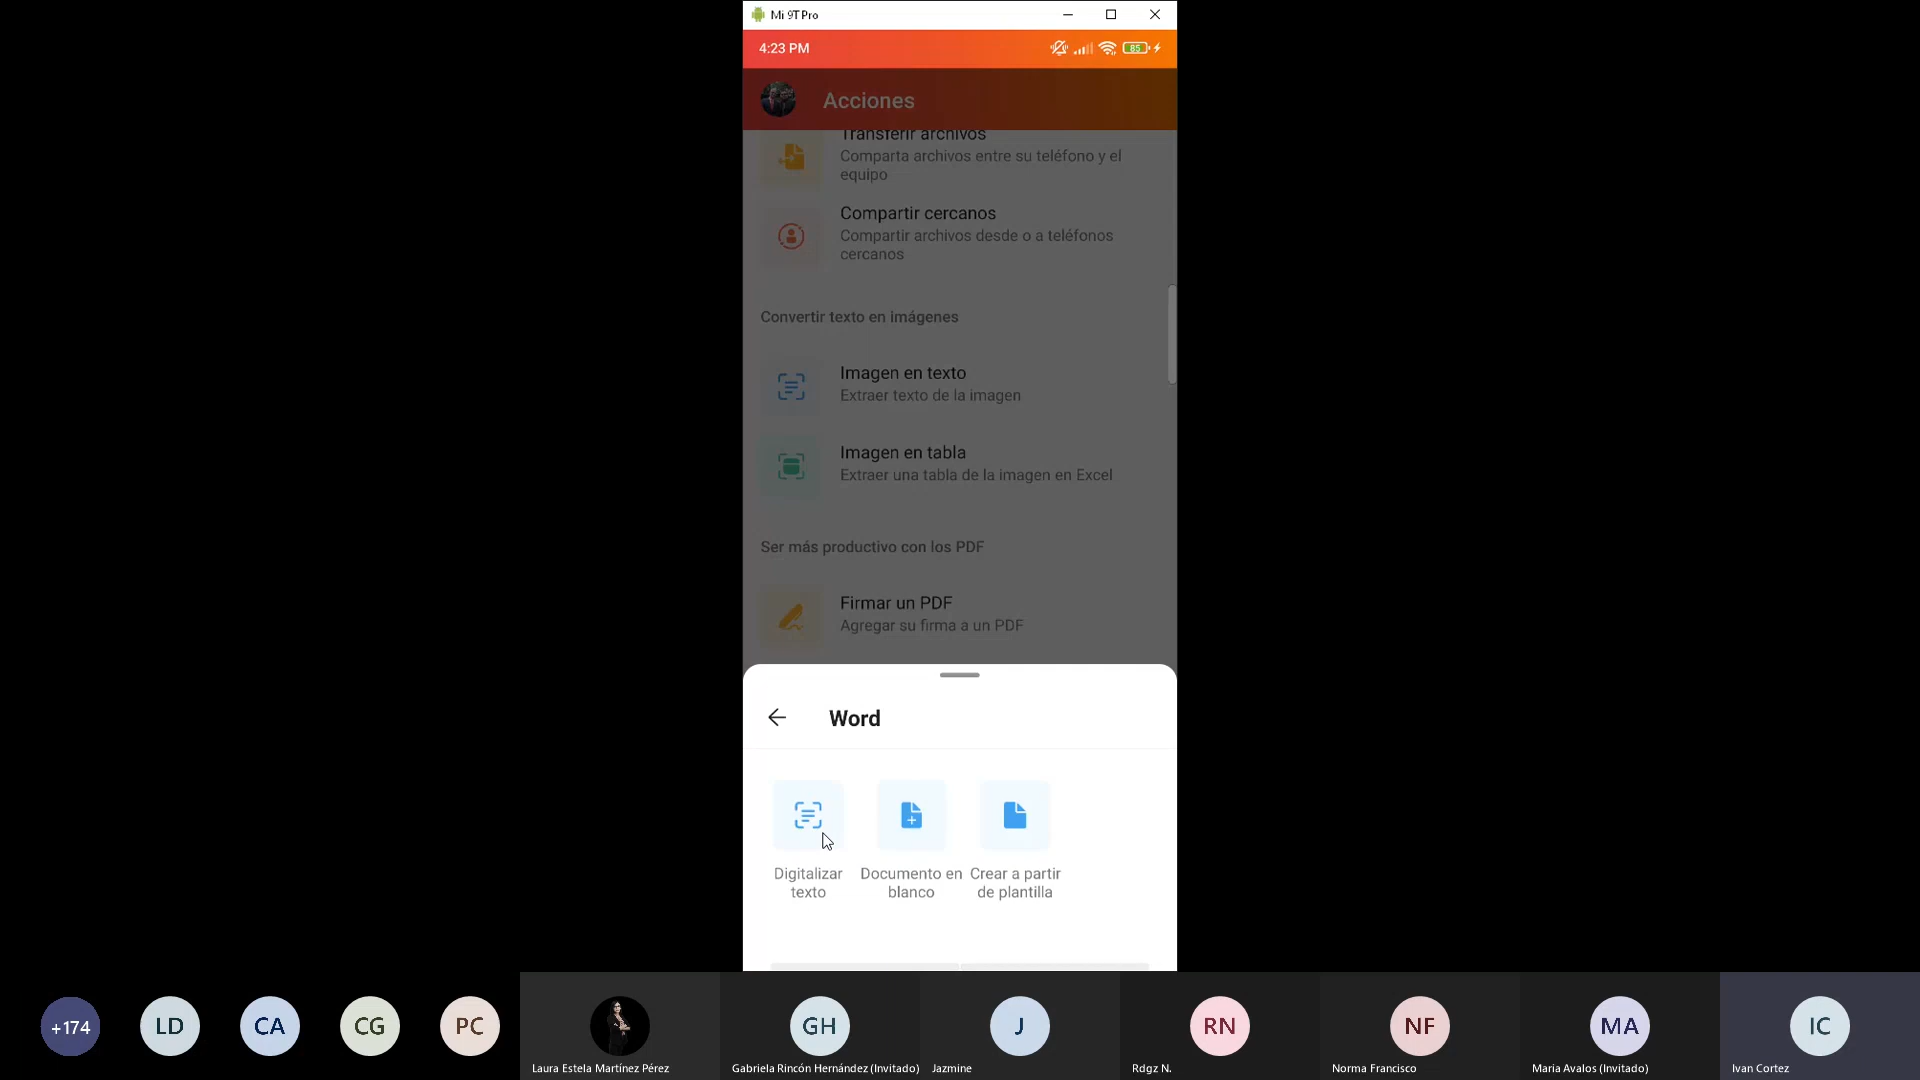 Mi 9T Pro
4:23 PM
85
Acciones
Transferir archivos
Comparta archivos entre su teléfono y el
equipo
Compartir cercanos
Compartir archivos desde o a teléfonos
cercanos
Convertir texto en imágenes
Imagen en texto
Extraer texto de la imagen
Imagen en tabla
Extraer una tabla de la imagen en Excel
Ser más productivo con los PDF
Firmar un PDF
Agregar su firma a un PDF
Word
Digitalizar
texto
Documento en
blanco
Crear a partir
de plantilla
+174
LD
CA
CG
PC
Laura Estela Martínez Pérez
GH
Gabriela Rincón Hernández (Invitado)
J
Jazmine
RN
Rdgz N.
NF
Norma Francisco
MA
Maria Avalos (Invitado)
IC
Ivan Cortez